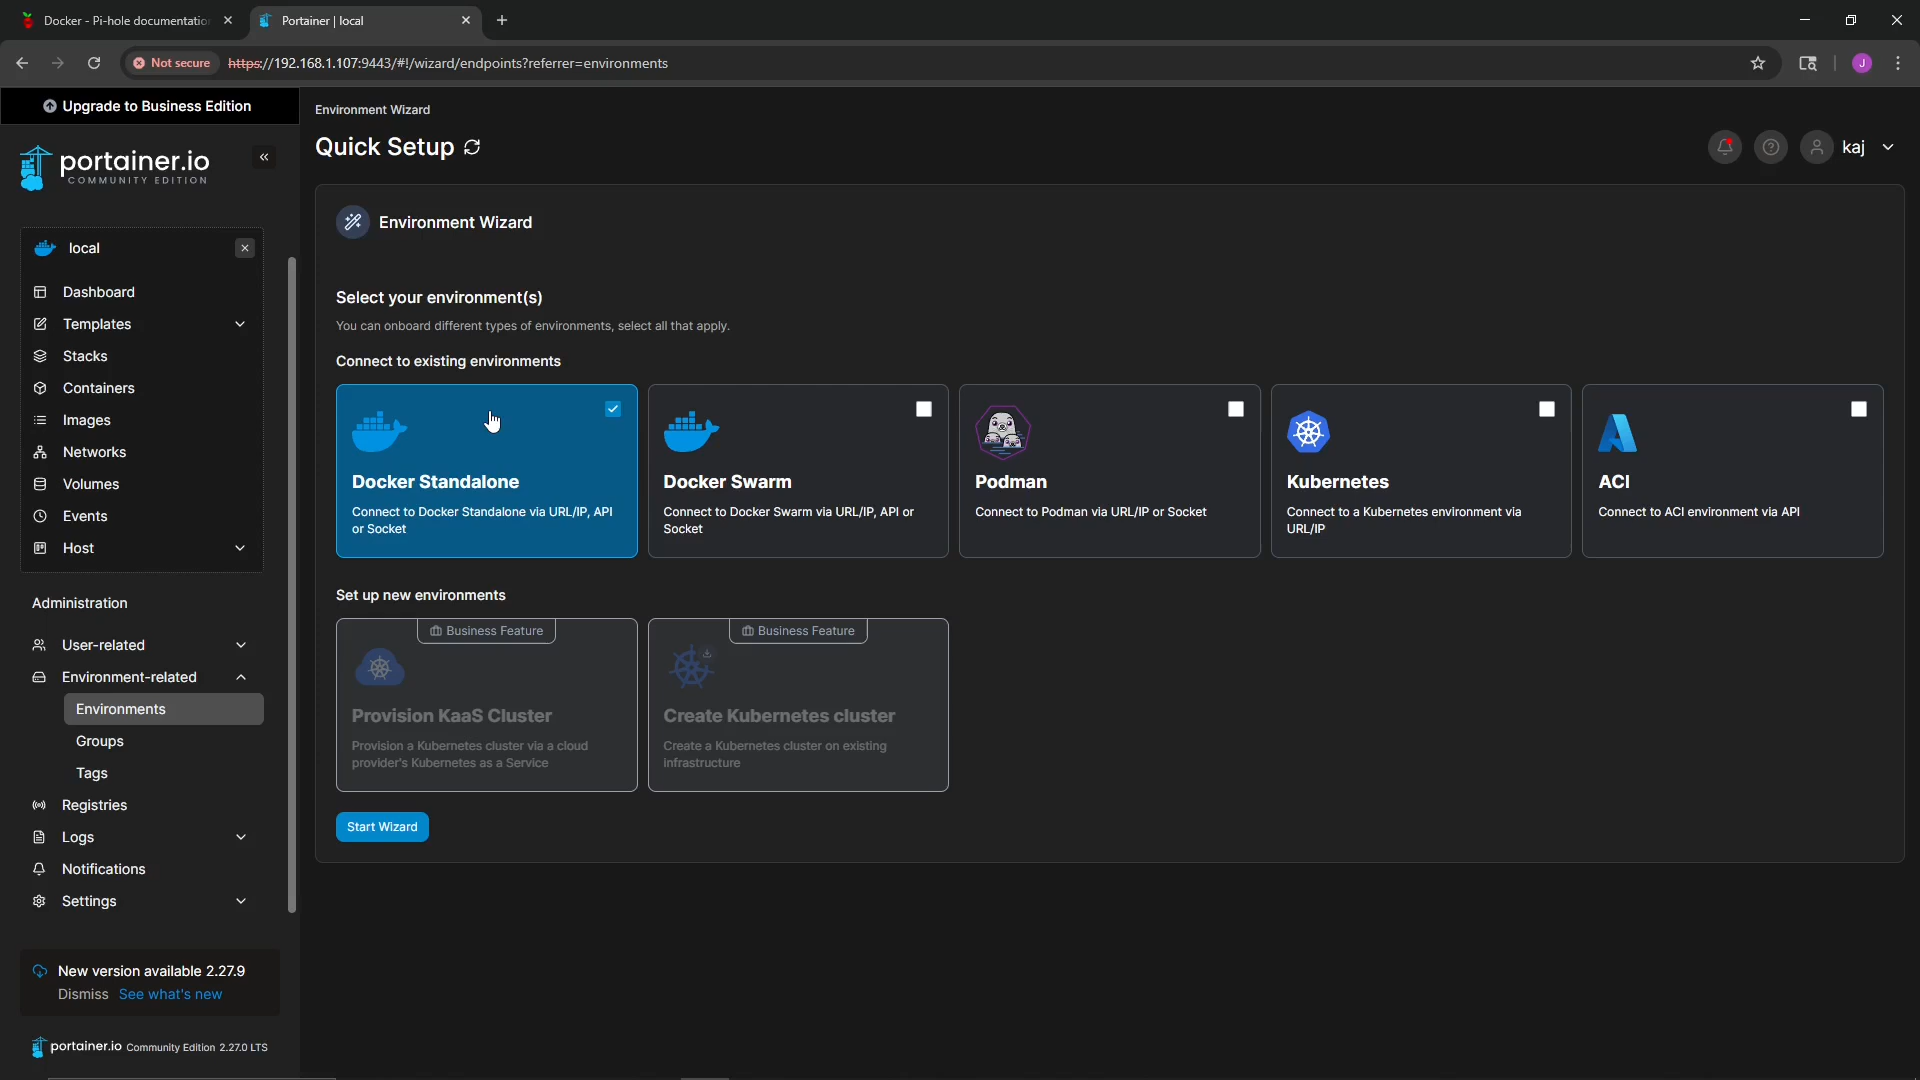 Docker - Pi-hole documentation
Portainer | local
Not secure
https://192.168.1.107:9443/#!/wizard/endpoints?referrer=environments
J
Upgrade to Business Edition
portainer.io
COMMUNITY EDITION
local
Dashboard
Templates
Stacks
Containers
Images
Networks
Volumes
Events
Host
Administration
User-related
Environment-related
Environments
Groups
Tags
Registries
Logs
Notifications
Settings
New version available 2.27.9
Dismiss See what's new
portainer.io Community Edition 2.27.0 LTS
Environment Wizard
Quick Setup
kaj
Environment Wizard
Select your environment(s)
You can onboard different types of environments, select all that apply.
Connect to existing environments
Docker Standalone
Connect to Docker Standalone via URL/IP, API
or Socket
Docker Swarm
Connect to Docker Swarm via URL/IP, API or
Socket
Podman
Connect to Podman via URL/IP or Socket
Kubernetes
Connect to a Kubernetes environment via
URL/IP
ACI
Connect to ACI environment via API
Set up new environments
Business Feature
Provision KaaS Cluster
Provision a Kubernetes cluster via a cloud
provider's Kubernetes as a Service
Business Feature
Create Kubernetes cluster
Create a Kubernetes cluster on existing
infrastructure
Start Wizard